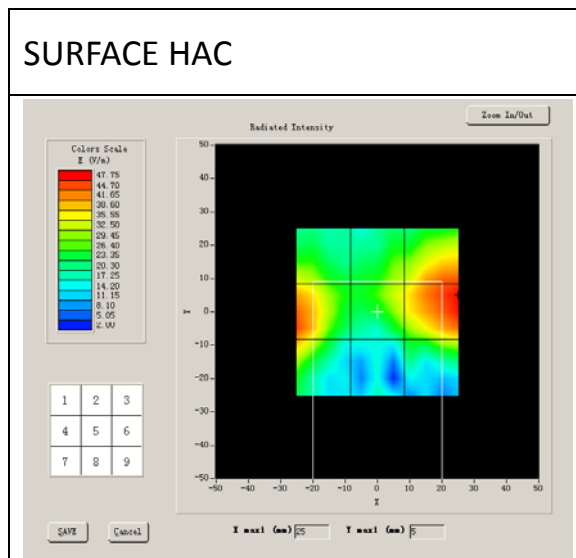 SURFACE HAC
Zoom In/Out
Radiated Intensity
Colors Scale
E (V/m)
47.75
44.70
41.65
38.60
35.55
32.50
29.45
26.40
23.35
20.30
17.25
14.20
11.15
8.10
5.05
2.00
50
40
30
20
10
0
-10
-20
-30
-40
-50
Y
-50 -40 -30 -20 -10 0 10 20 30 40 50
X
1 2 3
4 5 6
7 8 9
SAVE Cancel X max1 (mm) 25 Y max1 (mm) 5